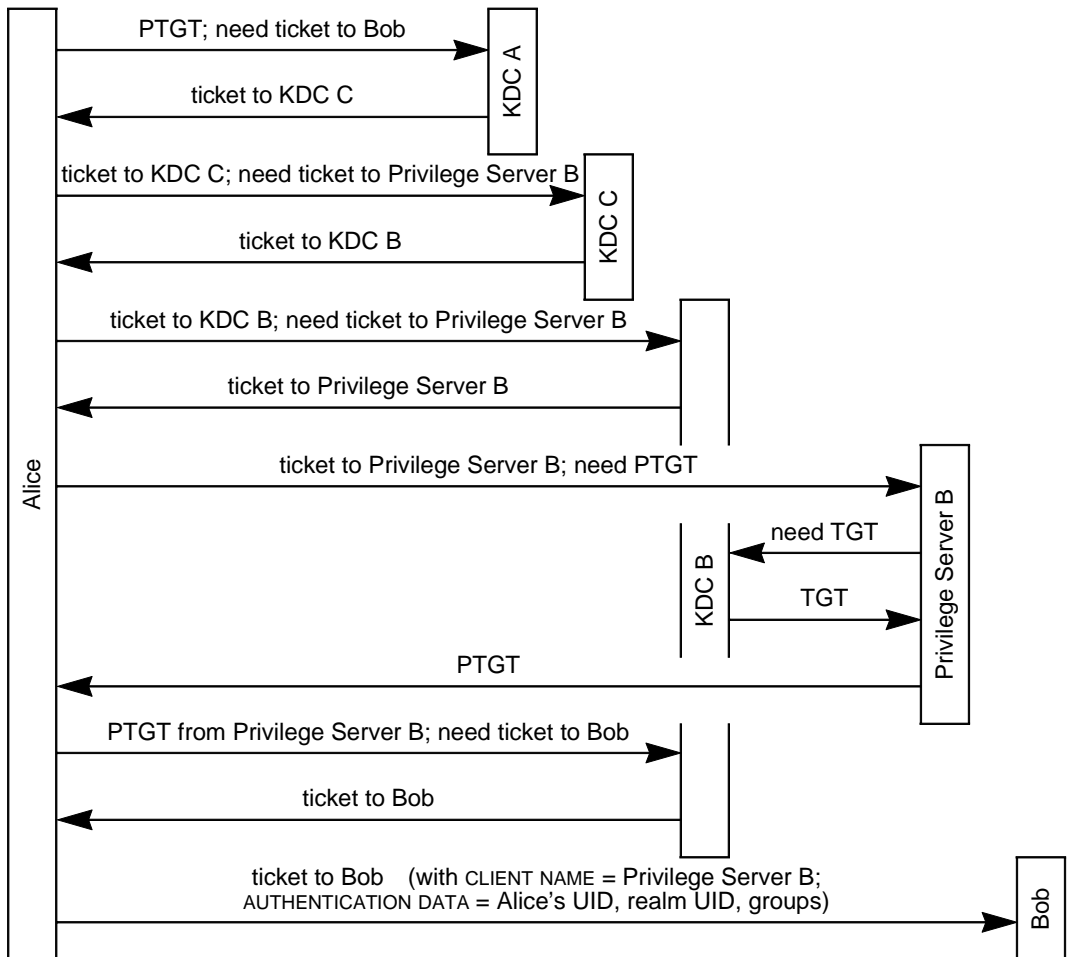 PTGT; need ticket to Bob
KDC A
ticket to KDC C
ticket to KDC C; need ticket to Privilege Server B
KDC C
ticket to KDC B
ticket to KDC B; need ticket to Privilege Server B
ticket to Privilege Server B
Alice
ticket to Privilege Server B; need PTGT
Privilege Server B
need TGT
KDC B
TGT
PTGT
PTGT from Privilege Server B; need ticket to Bob
ticket to Bob
ticket to Bob (with CLIENT NAME = Privilege Server B;
AUTHENTICATION DATA = Alice’s UID, realm UID, groups)
Bob